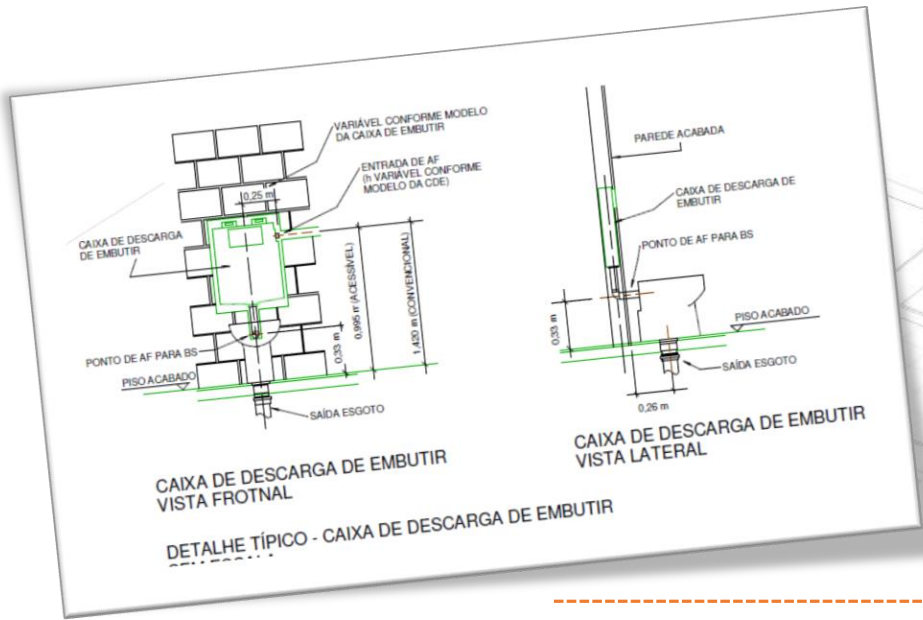 VARIÁVEL CONFORME MODELO
DA CAIXA DE EMBUTIR
ENTRADA DE AF
(h VARIÁVEL CONFORME
MODELO DA CDE)
0,25 m
CAIXA DE DESCARGA
DE EMBUTIR
0,995 m (ACESSÍVEL)
1,420 m (CONVENCIONAL)
0,33 m
PONTO DE AF PARA BS
PISO ACABADO
SAÍDA ESGOTO
CAIXA DE DESCARGA DE EMBUTIR
VISTA FROTNAL
PAREDE ACABADA
CAIXA DE DESCARGA DE
EMBUTIR
PONTO DE AF PARA BS
0,33 m
PISO ACABADO
SAÍDA ESGOTO
0,26 m
CAIXA DE DESCARGA DE EMBUTIR
VISTA LATERAL
DETALHE TÍPICO - CAIXA DE DESCARGA DE EMBUTIR